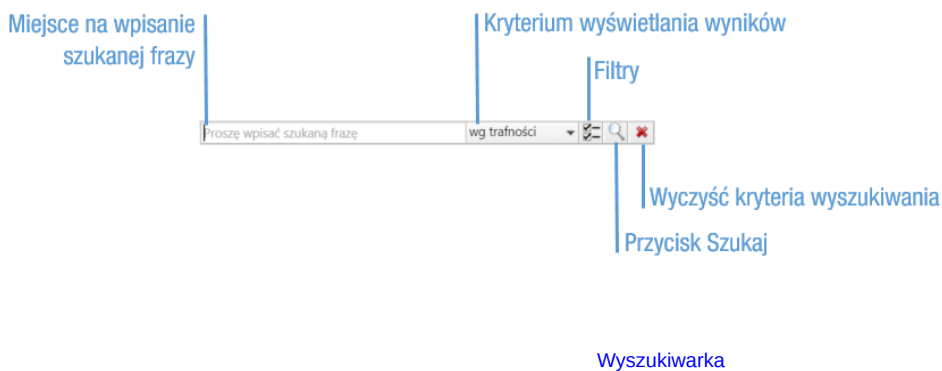 Miejsce na wpisanie
szukanej frazy
Kryterium wyświetlania wyników
Filtry
Proszę wpisać szukaną frazę
wg trafności
Wyczyść kryteria wyszukiwania
Przycisk Szukaj
Wyszukiwarka